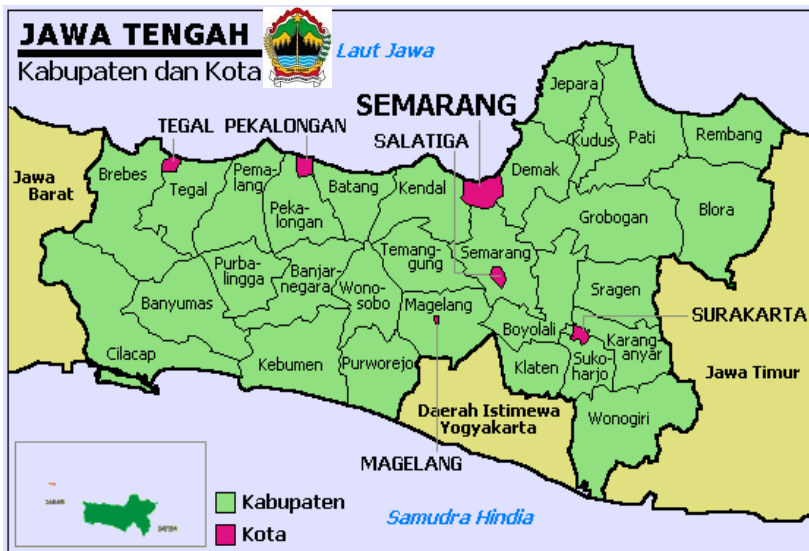 JAWA TENGAH
Kabupaten dan Kota
Laut Jawa
SEMARANG
TEGAL
PEKALONGAN
SALATIGA
Jepara
Kudus
Pati
Rembang
Jawa
Barat
Brebes
Tegal
Pema-
lang
Peka-
longan
Batang
Kendal
Demak
Grobogan
Blora
Temang-
gung
Semarang
Purba-
lingga
Banjar-
negara
Wono-
sobo
Banyumas
Magelang
Sragen
Boyolali
SURAKARTA
Karang-
anyar
Cilacap
Kebumen
Purworejo
Klaten
Suko-
harjo
Jawa Timur
Daerah Istimewa
Yogyakarta
Wonogiri
MAGELANG
Kabupaten
Kota
Samudra Hindia